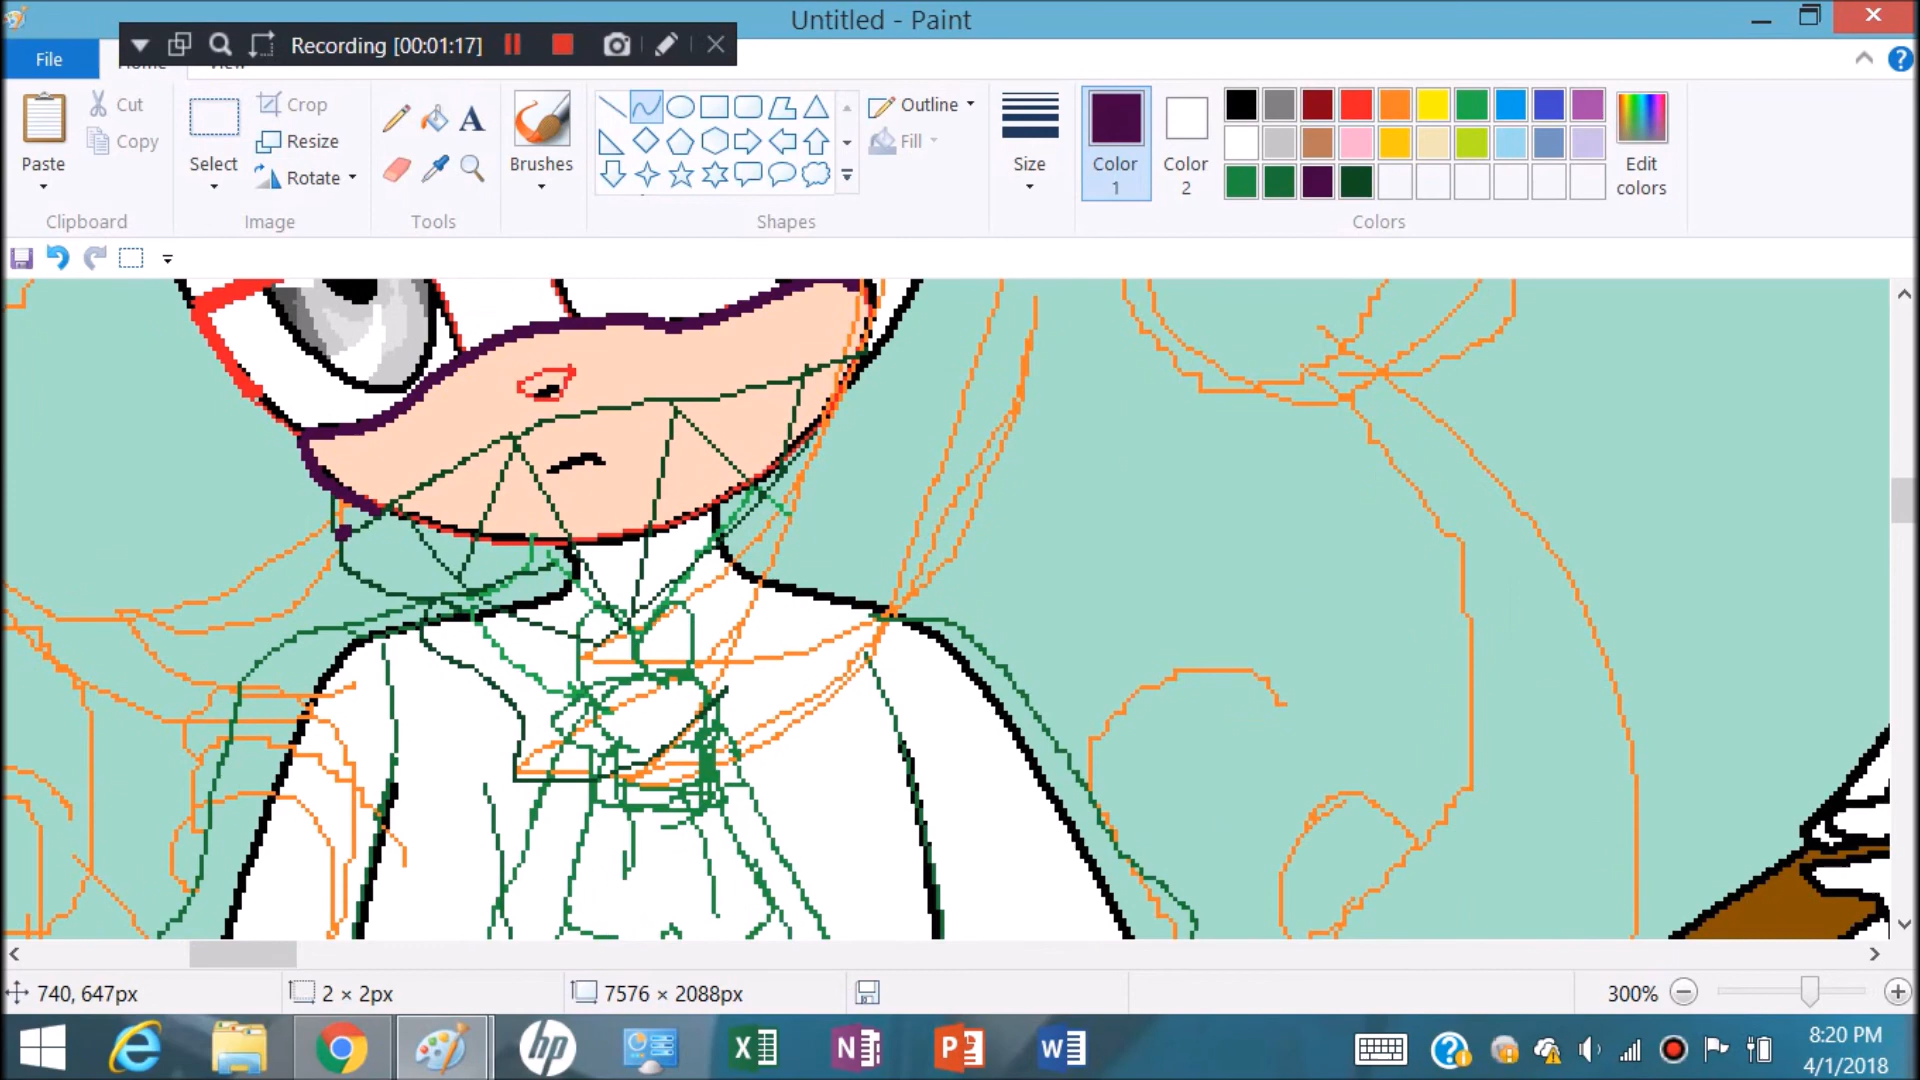 Untitled - Paint
Recording [00:01:17]
File
Home
View
Paste
Cut
Copy
Clipboard
Select
Crop
Resize
Rotate
Image
A
Tools
Brushes
Outline
Fill
Shapes
Size
Color 1
Color 2
Edit colors
Colors
740, 647px
2 × 2px
7576 × 2088px
300%
hp
X
N
P
W
8:20 PM
4/1/2018